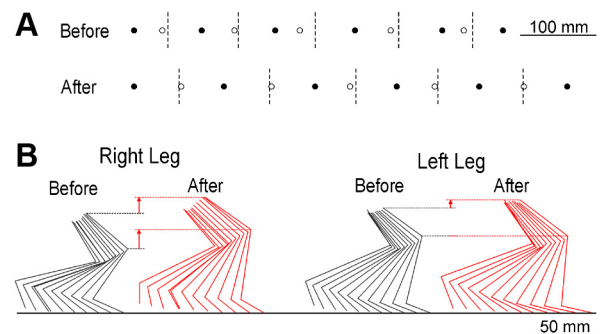 A
Before
100 mm
After
B
Right Leg
Left Leg
Before
After
Before
After
50 mm